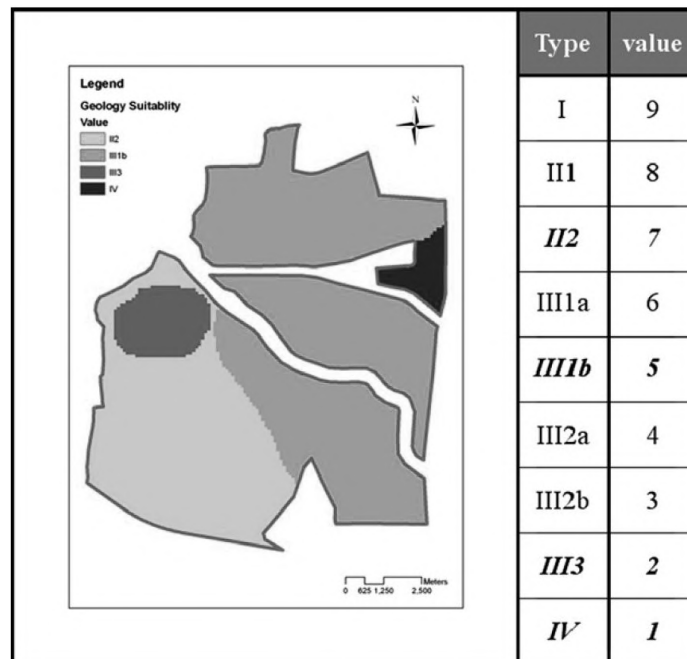 Legend
Geology Suitablity
Value
II2
III1b
III3
IV
N
0 625 1,250 2,500 Meters
Type value
I 9
II1 8
II2 7
III1a 6
III1b 5
III2a 4
III2b 3
III3 2
IV 1